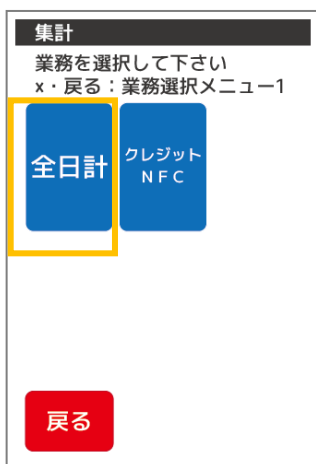 集計
業務を選択して下さい
x・戻る：業務選択メニュー1
全日計
クレジット
ＮＦＣ
戻る